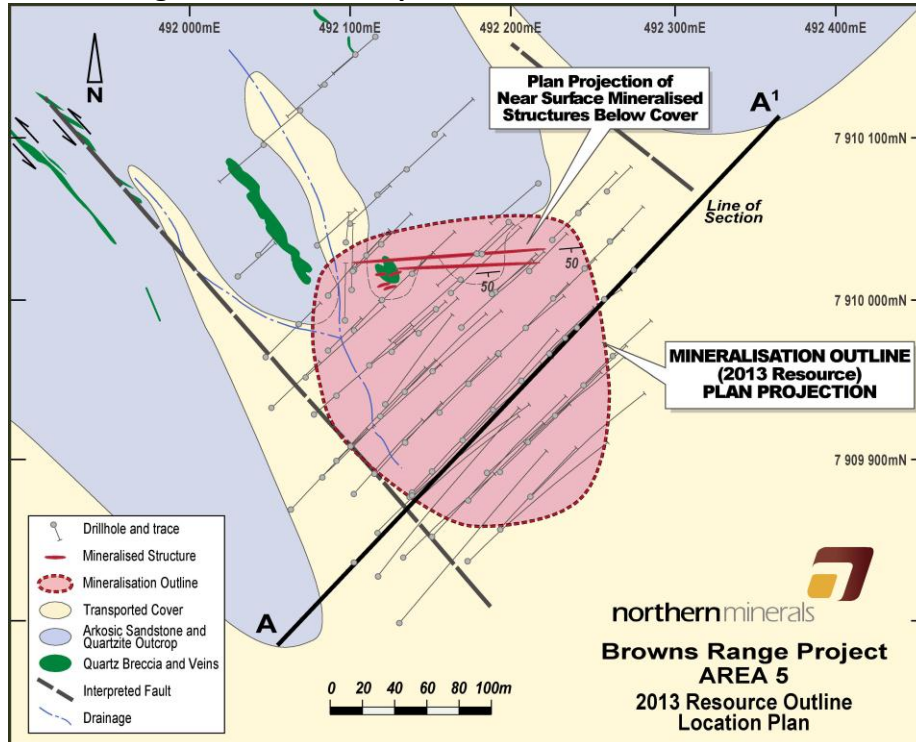 492 000mE
492 100mE
492 200mE
492 300mE
492 400mE
N
Plan Projection of
Near Surface Mineralised
Structures Below Cover
A1
7 910 100mN
Line of
Section
50
50
7 910 000mN
MINERALISATION OUTLINE
(2013 Resource)
PLAN PROJECTION
7 909 900mN
Drillhole and trace
Mineralised Structure
Mineralisation Outline
Transported Cover
Arkosic Sandstone and
Quartzite Outcrop
Quartz Breccia and Veins
Interpreted Fault
Drainage
A
0 20 40 60 80 100m
northernminerals
Browns Range Project
AREA 5
2013 Resource Outline
Location Plan